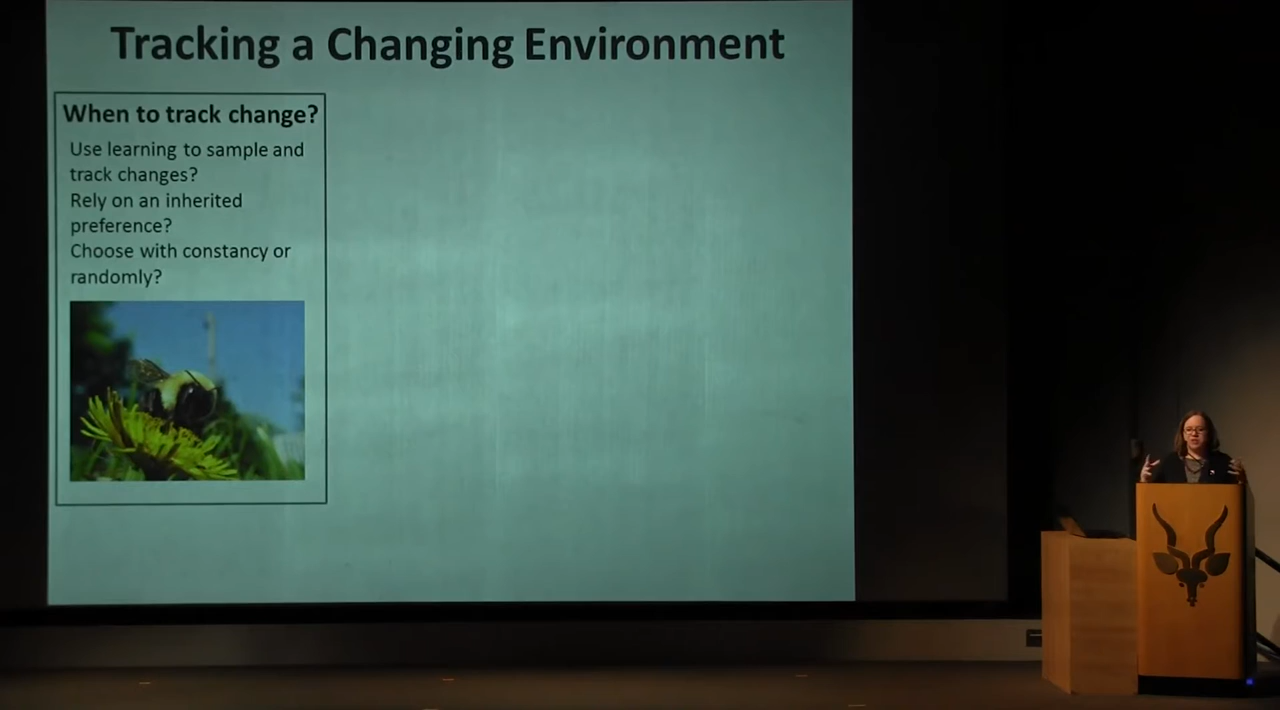 Tracking a Changing Environment
When to track change?
Use learning to sample and
track changes?
Rely on an inherited
preference?
Choose with constancy or
randomly?